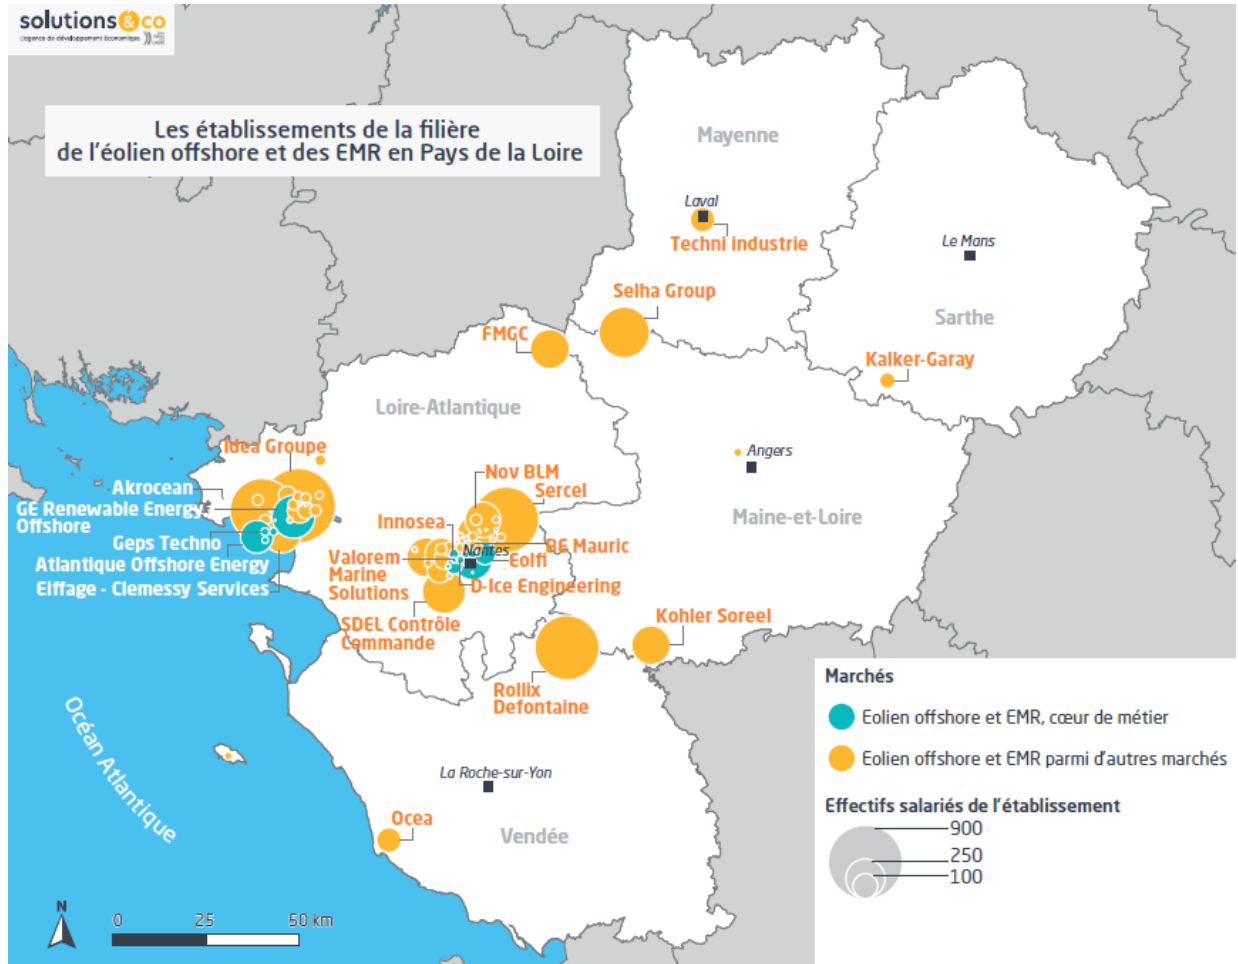 solutions&co
L'agence de développement économique
Les établissements de la filière
de l'éolien offshore et des EMR en Pays de la Loire
Mayenne
Laval
Techni industrie
Le Mans
Selha Group
Sarthe
FMGC
Kalker-Garay
Loire-Atlantique
Idea Groupe
Angers
Nov BLM
Akrocean
Sercel
GE Renewable Energy
Offshore
Maine-et-Loire
Innosea
Geps Techno
BE Mauric
Nantes
Valorem
Eolfi
Atlantique Offshore Energy
Marine
Solutions
D-Ice Engineering
Eiffage - Clemessy Services
Kohler Soreel
SDEL Contrôle
Commande
Rollix
Defontaine
Océan Atlantique
La Roche-sur-Yon
Ocea
Vendée
Marchés
Eolien offshore et EMR, cœur de métier
Eolien offshore et EMR parmi d'autres marchés
Effectifs salariés de l'établissement
900
250
100
N
0 25 50 km